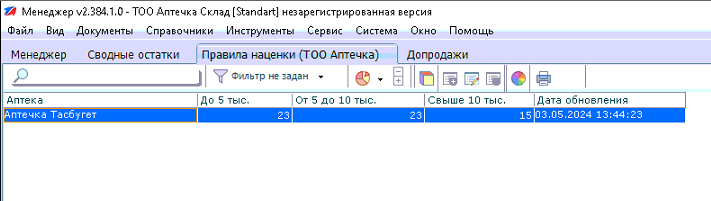 Менеджер v2.384.1.0 - ТОО Аптечка Склад [Standart] незарегистрированная версия
Файл Вид Документы Справочники Инструменты Сервис Система Окно Помощь
Менеджер Сводные остатки Правила наценки (ТОО Аптечка) Допродажи
Фильтр не задан
Аптека До 5 тыс. От 5 до 10 тыс. Свыше 10 тыс. Дата обновления
Аптечка Тасбугет 23 23 15 03.05.2024 13:44:23